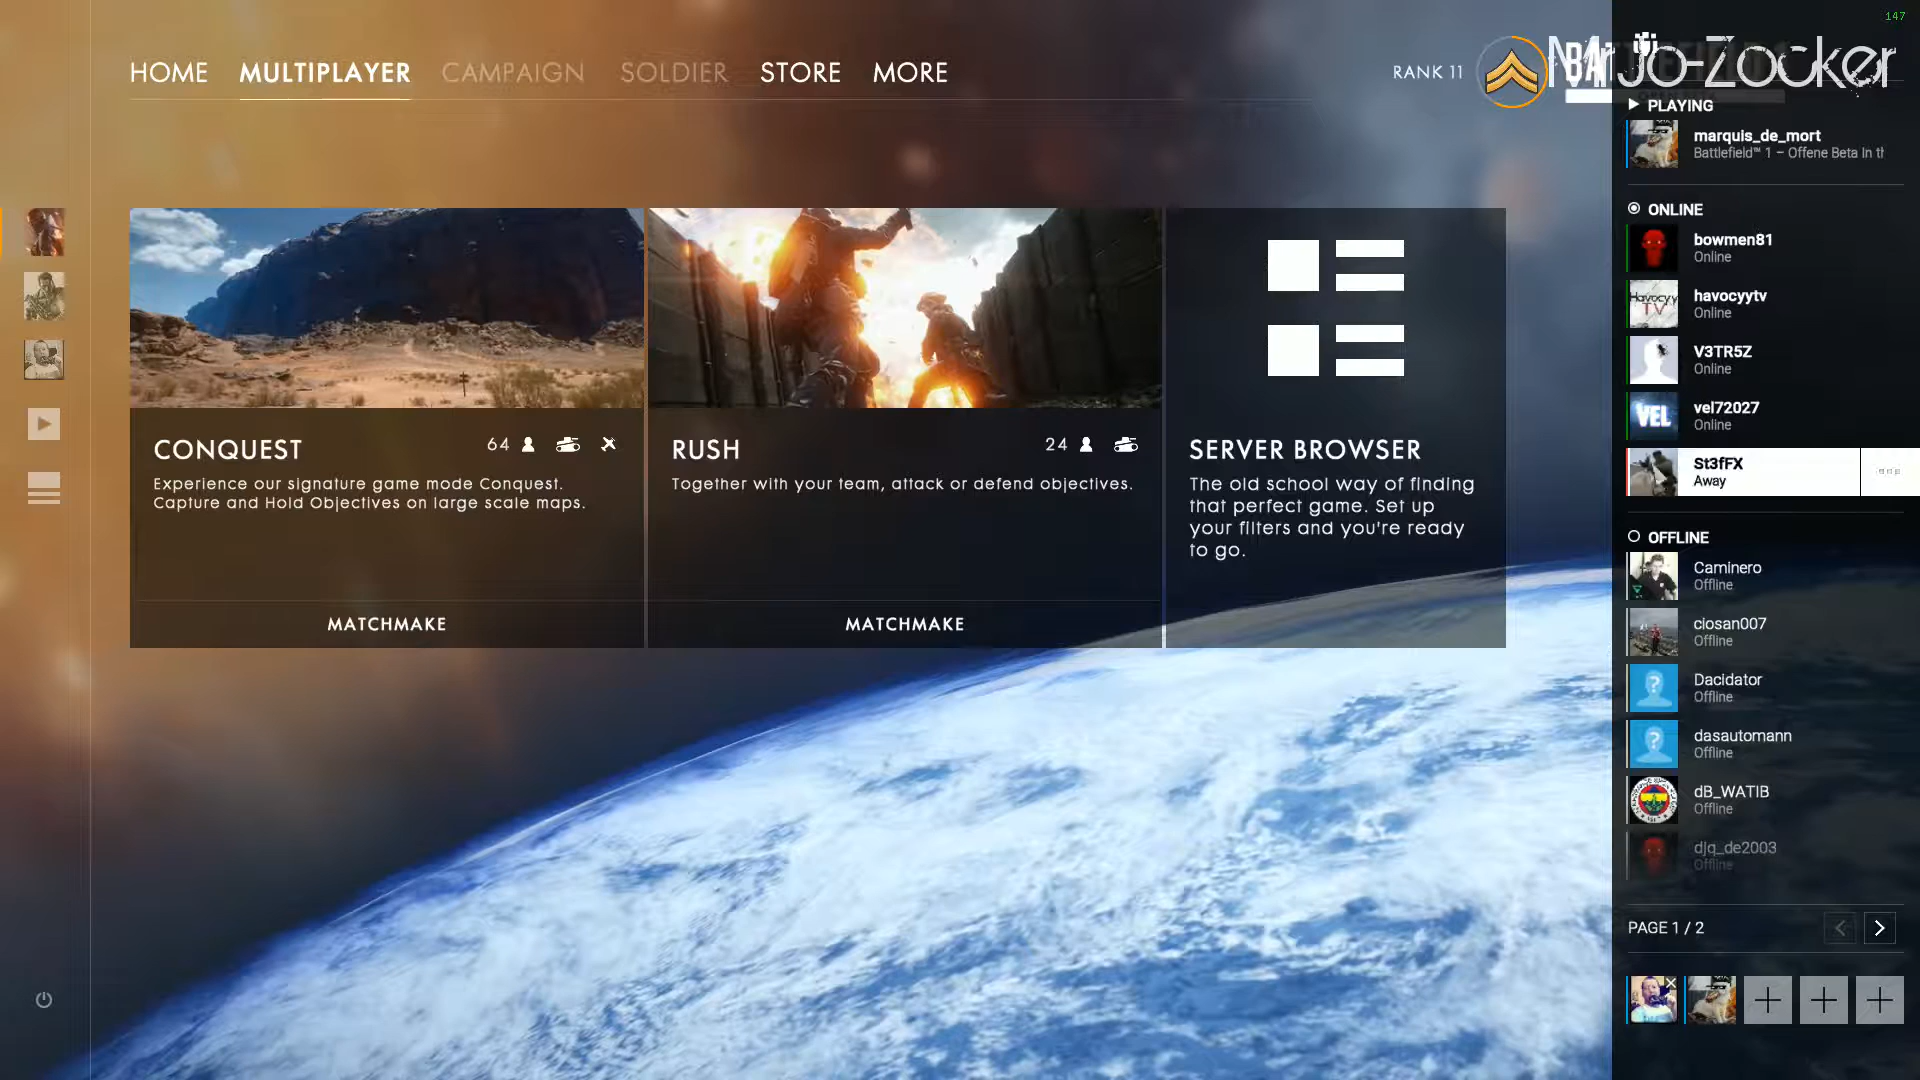 147
HOME MULTIPLAYER CAMPAIGN SOLDIER STORE MORE
RANK 11
Mr Jo-Zocker
PLAYING
marquis_de_mort
Battlefield™ 1 – Offene Beta In th
ONLINE
bowmen81
Online
havocyytv
Online
V3TR5Z
Online
VEL
vel72027
Online
St3fFX
Away
OFFLINE
Caminero
Offline
ciosan007
Offline
Dacidator
Offline
dasautomann
Offline
dB_WATIB
Offline
djq_de2003
Offline
PAGE 1 / 2
CONQUEST 64
Experience our signature game mode Conquest.
Capture and Hold Objectives on large scale maps.
MATCHMAKE
RUSH 24
Together with your team, attack or defend objectives.
MATCHMAKE
SERVER BROWSER
The old school way of finding
that perfect game. Set up
your filters and you're ready
to go.